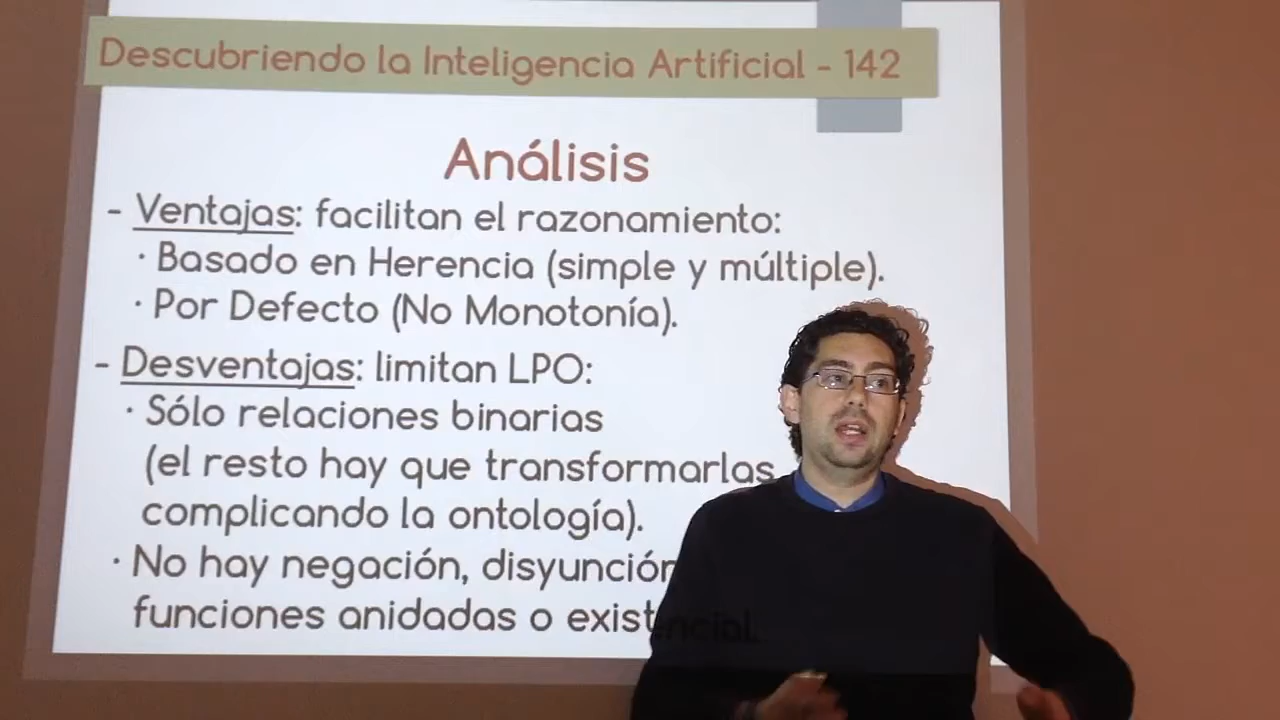 Descubriendo la Inteligencia Artificial - 142
Análisis
- Ventajas: facilitan el razonamiento:
· Basado en Herencia (simple y múltiple).
· Por Defecto (No Monotonía).
- Desventajas: limitan LPO:
· Sólo relaciones binarias
(el resto hay que transformarlas
complicando la ontología).
· No hay negación, disyunción
funciones anidadas o existencial.